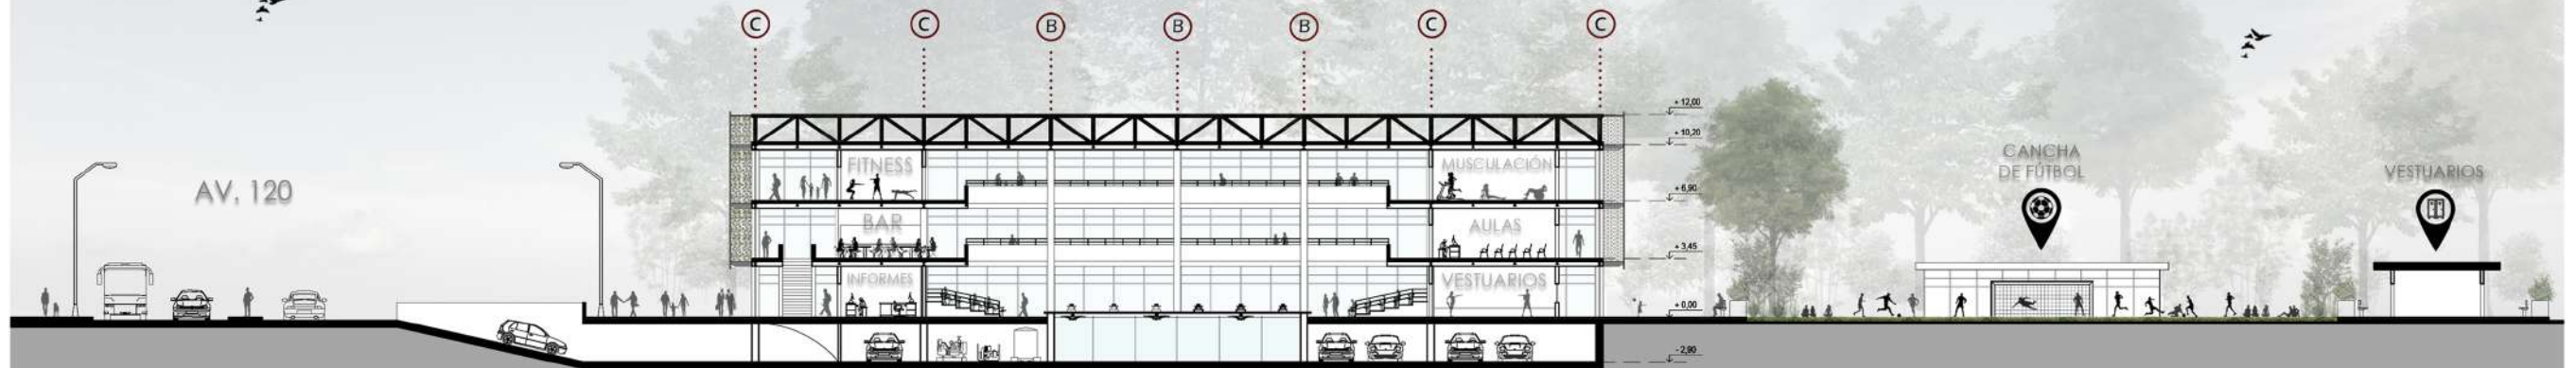 C
C
B
B
B
C
C
+ 12,00
+ 10,20
FITNESS
MUSCULACIÓN
CANCHA
DE FÚTBOL
VESTUARIOS
AV. 120
+ 6,90
BAR
AULAS
+ 3,45
INFORMES
VESTUARIOS
+ 0,00
- 2,80